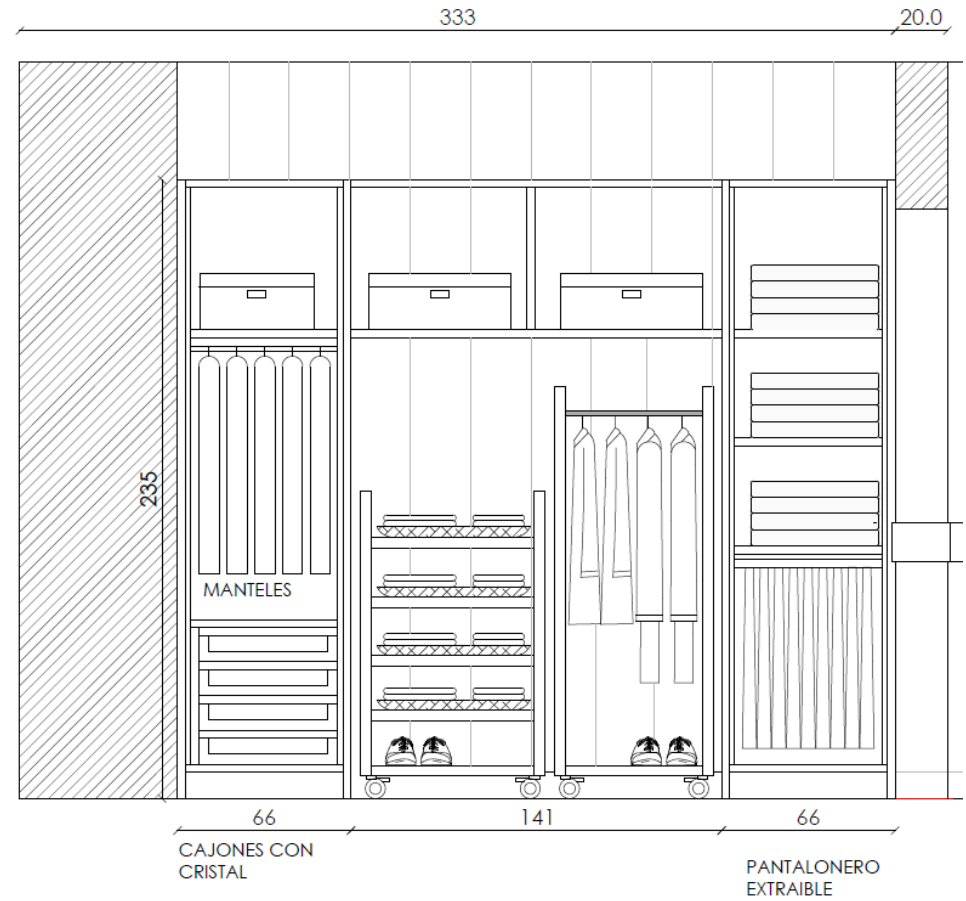 333
20.0
235
MANTELES
66
141
66
CAJONES CON
CRISTAL
PANTALONERO
EXTRAIBLE